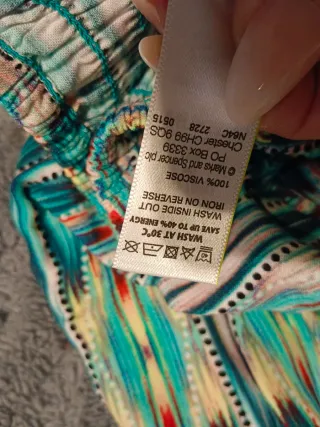 WASH AT 30°C
SAVE UP TO 40% ENERGY
WASH INSIDE OUT
IRON ON REVERSE
100% VISCOSE
© Marks and Spencer plc
PO Box 3339
Chester CH99 9QS
N64C 2728 0515